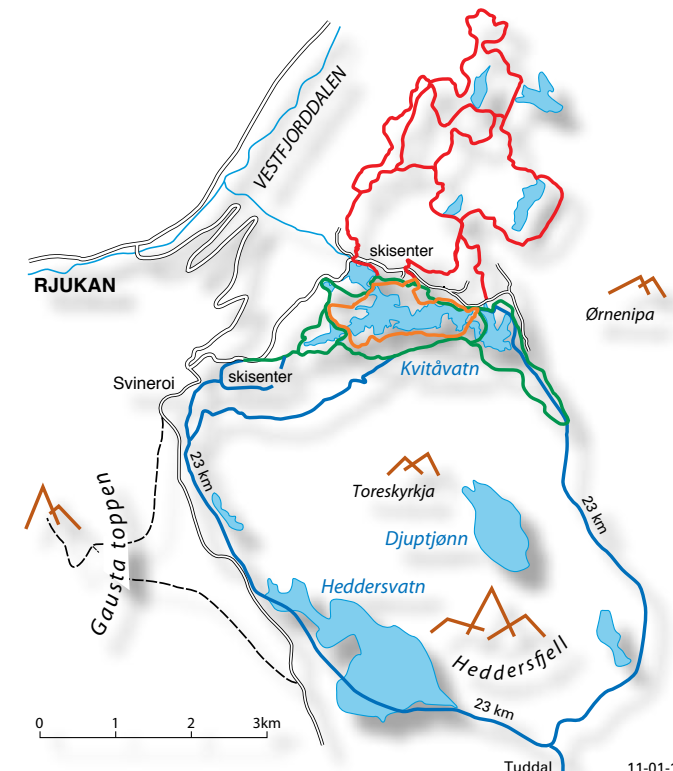 VESTFJORDDALEN
skisenter
RJUKAN
Ørnenipa
Kvitåvatn
skisenter
Svineroi
23 km
Toreskyrkja
23 km
Gausta toppen
Djuptjønn
Heddersvatn
Heddersfjell
23 km
0 1 2 3km
Tuddal